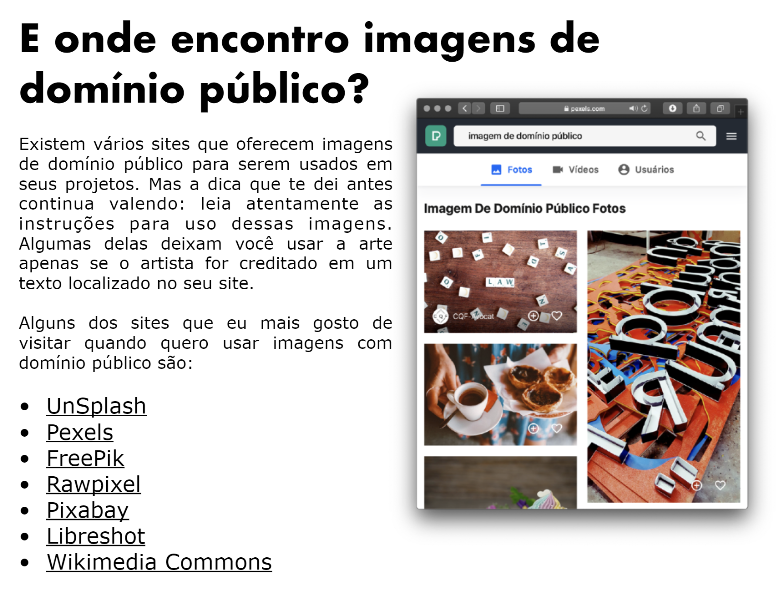 E onde encontro imagens de
domínio público?
Existem vários sites que oferecem imagens
de domínio público para serem usados em
seus projetos. Mas a dica que te dei antes
continua valendo: leia atentamente as
instruções para uso dessas imagens.
Algumas delas deixam você usar a arte
apenas se o artista for creditado em um
texto localizado no seu site.
Alguns dos sites que eu mais gosto de
visitar quando quero usar imagens com
domínio público são:
• UnSplash
• Pexels
• FreePik
• Rawpixel
• Pixabay
• Libreshot
• Wikimedia Commons
pexels.com
imagem de domínio público
Fotos Vídeos Usuários
Imagem De Domínio Público Fotos
LAW